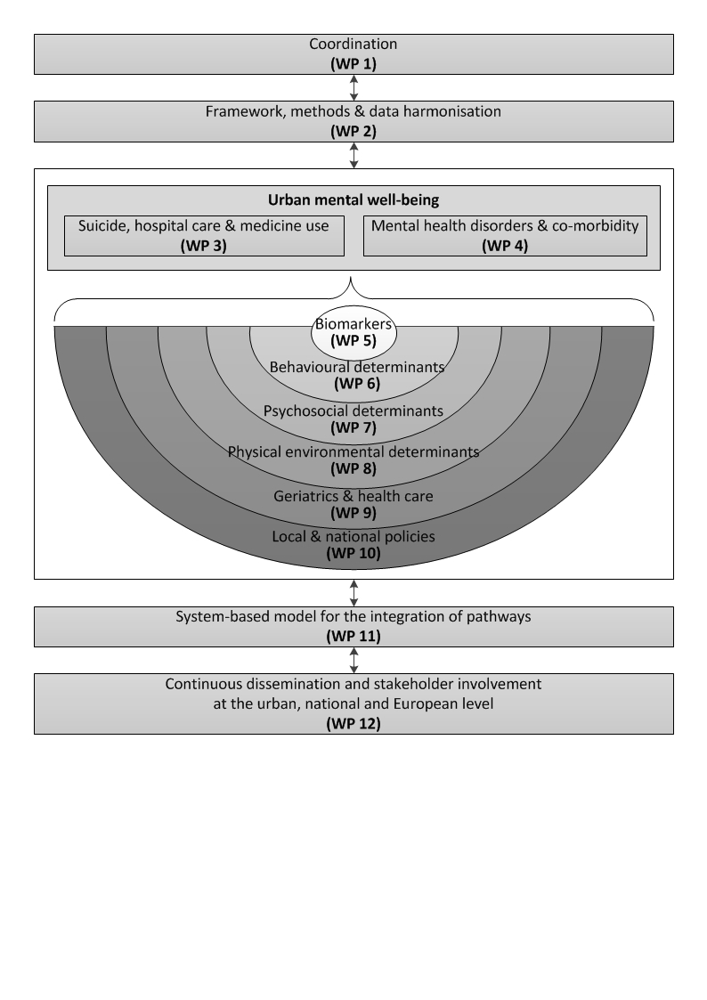 Coordination
(WP 1)
Framework, methods & data harmonisation
(WP 2)
Urban mental well-being
Suicide, hospital care & medicine use
(WP 3)
Mental health disorders & co-morbidity
(WP 4)
Biomarkers
(WP 5)
Behavioural determinants
(WP 6)
Psychosocial determinants
(WP 7)
Physical environmental determinants
(WP 8)
Geriatrics & health care
(WP 9)
Local & national policies
(WP 10)
System-based model for the integration of pathways
(WP 11)
Continuous dissemination and stakeholder involvement
at the urban, national and European level
(WP 12)